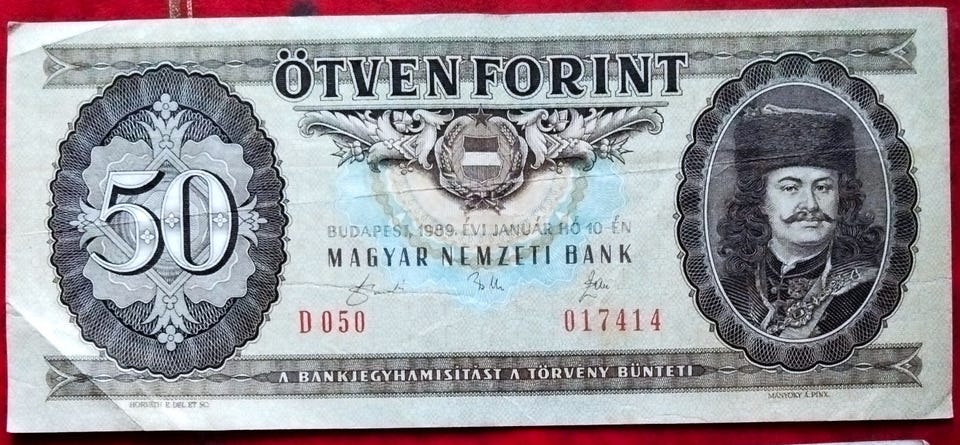 ÖTVEN FORINT
50
BUDAPEST, 1989. ÉVI JANUÁR HÓ 10-ÉN
MAGYAR NEMZETI BANK
D 050 017414
A BANKJEGYHAMISÍTÁST A TÖRVÉNY BÜNTETI
HORVÁTH E. DEL. ET SC.
MÁNYOKY Á. PINX.